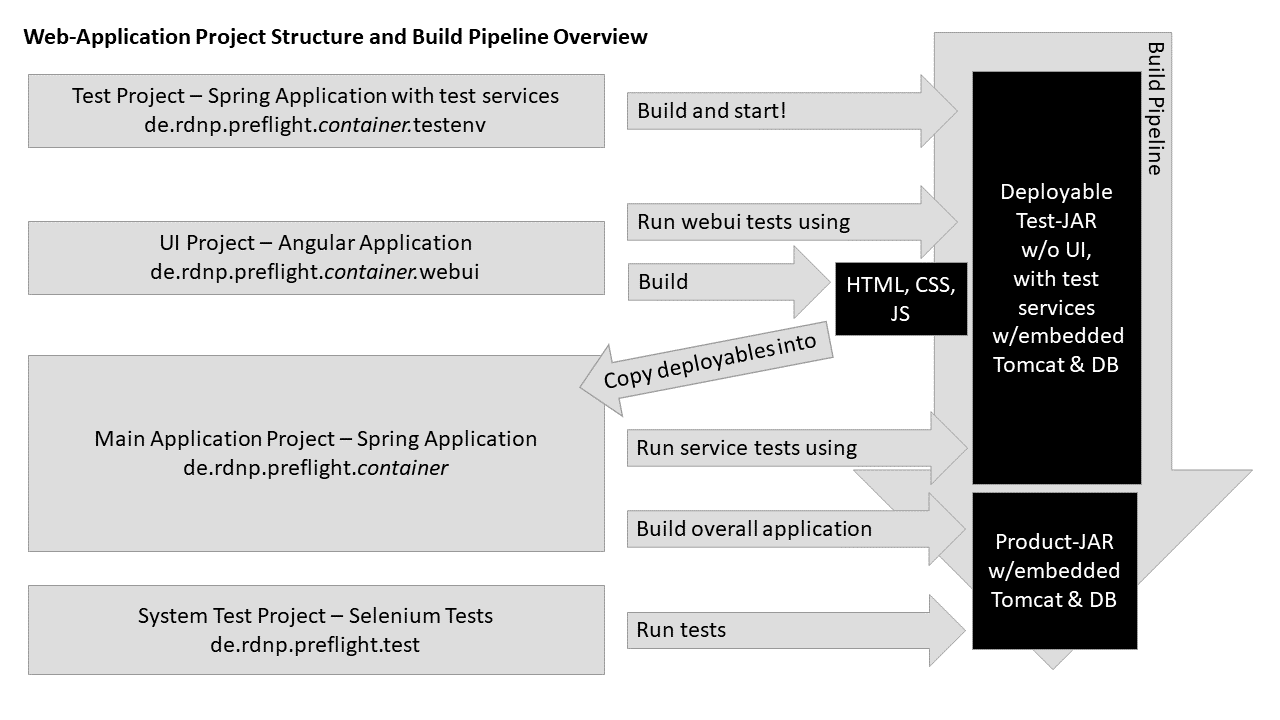 Web-Application Project Structure and Build Pipeline Overview
Test Project – Spring Application with test services
de.rdnp.preflight.container.testenv
Build and start!
Build Pipeline
UI Project – Angular Application
de.rdnp.preflight.container.webui
Run webui tests using
Build
HTML, CSS,
JS
Deployable
Test-JAR
w/o UI,
with test
services
w/embedded
Tomcat & DB
Copy deployables into
Main Application Project – Spring Application
de.rdnp.preflight.container
Run service tests using
Build overall application
Product-JAR
w/embedded
Tomcat & DB
System Test Project – Selenium Tests
de.rdnp.preflight.test
Run tests